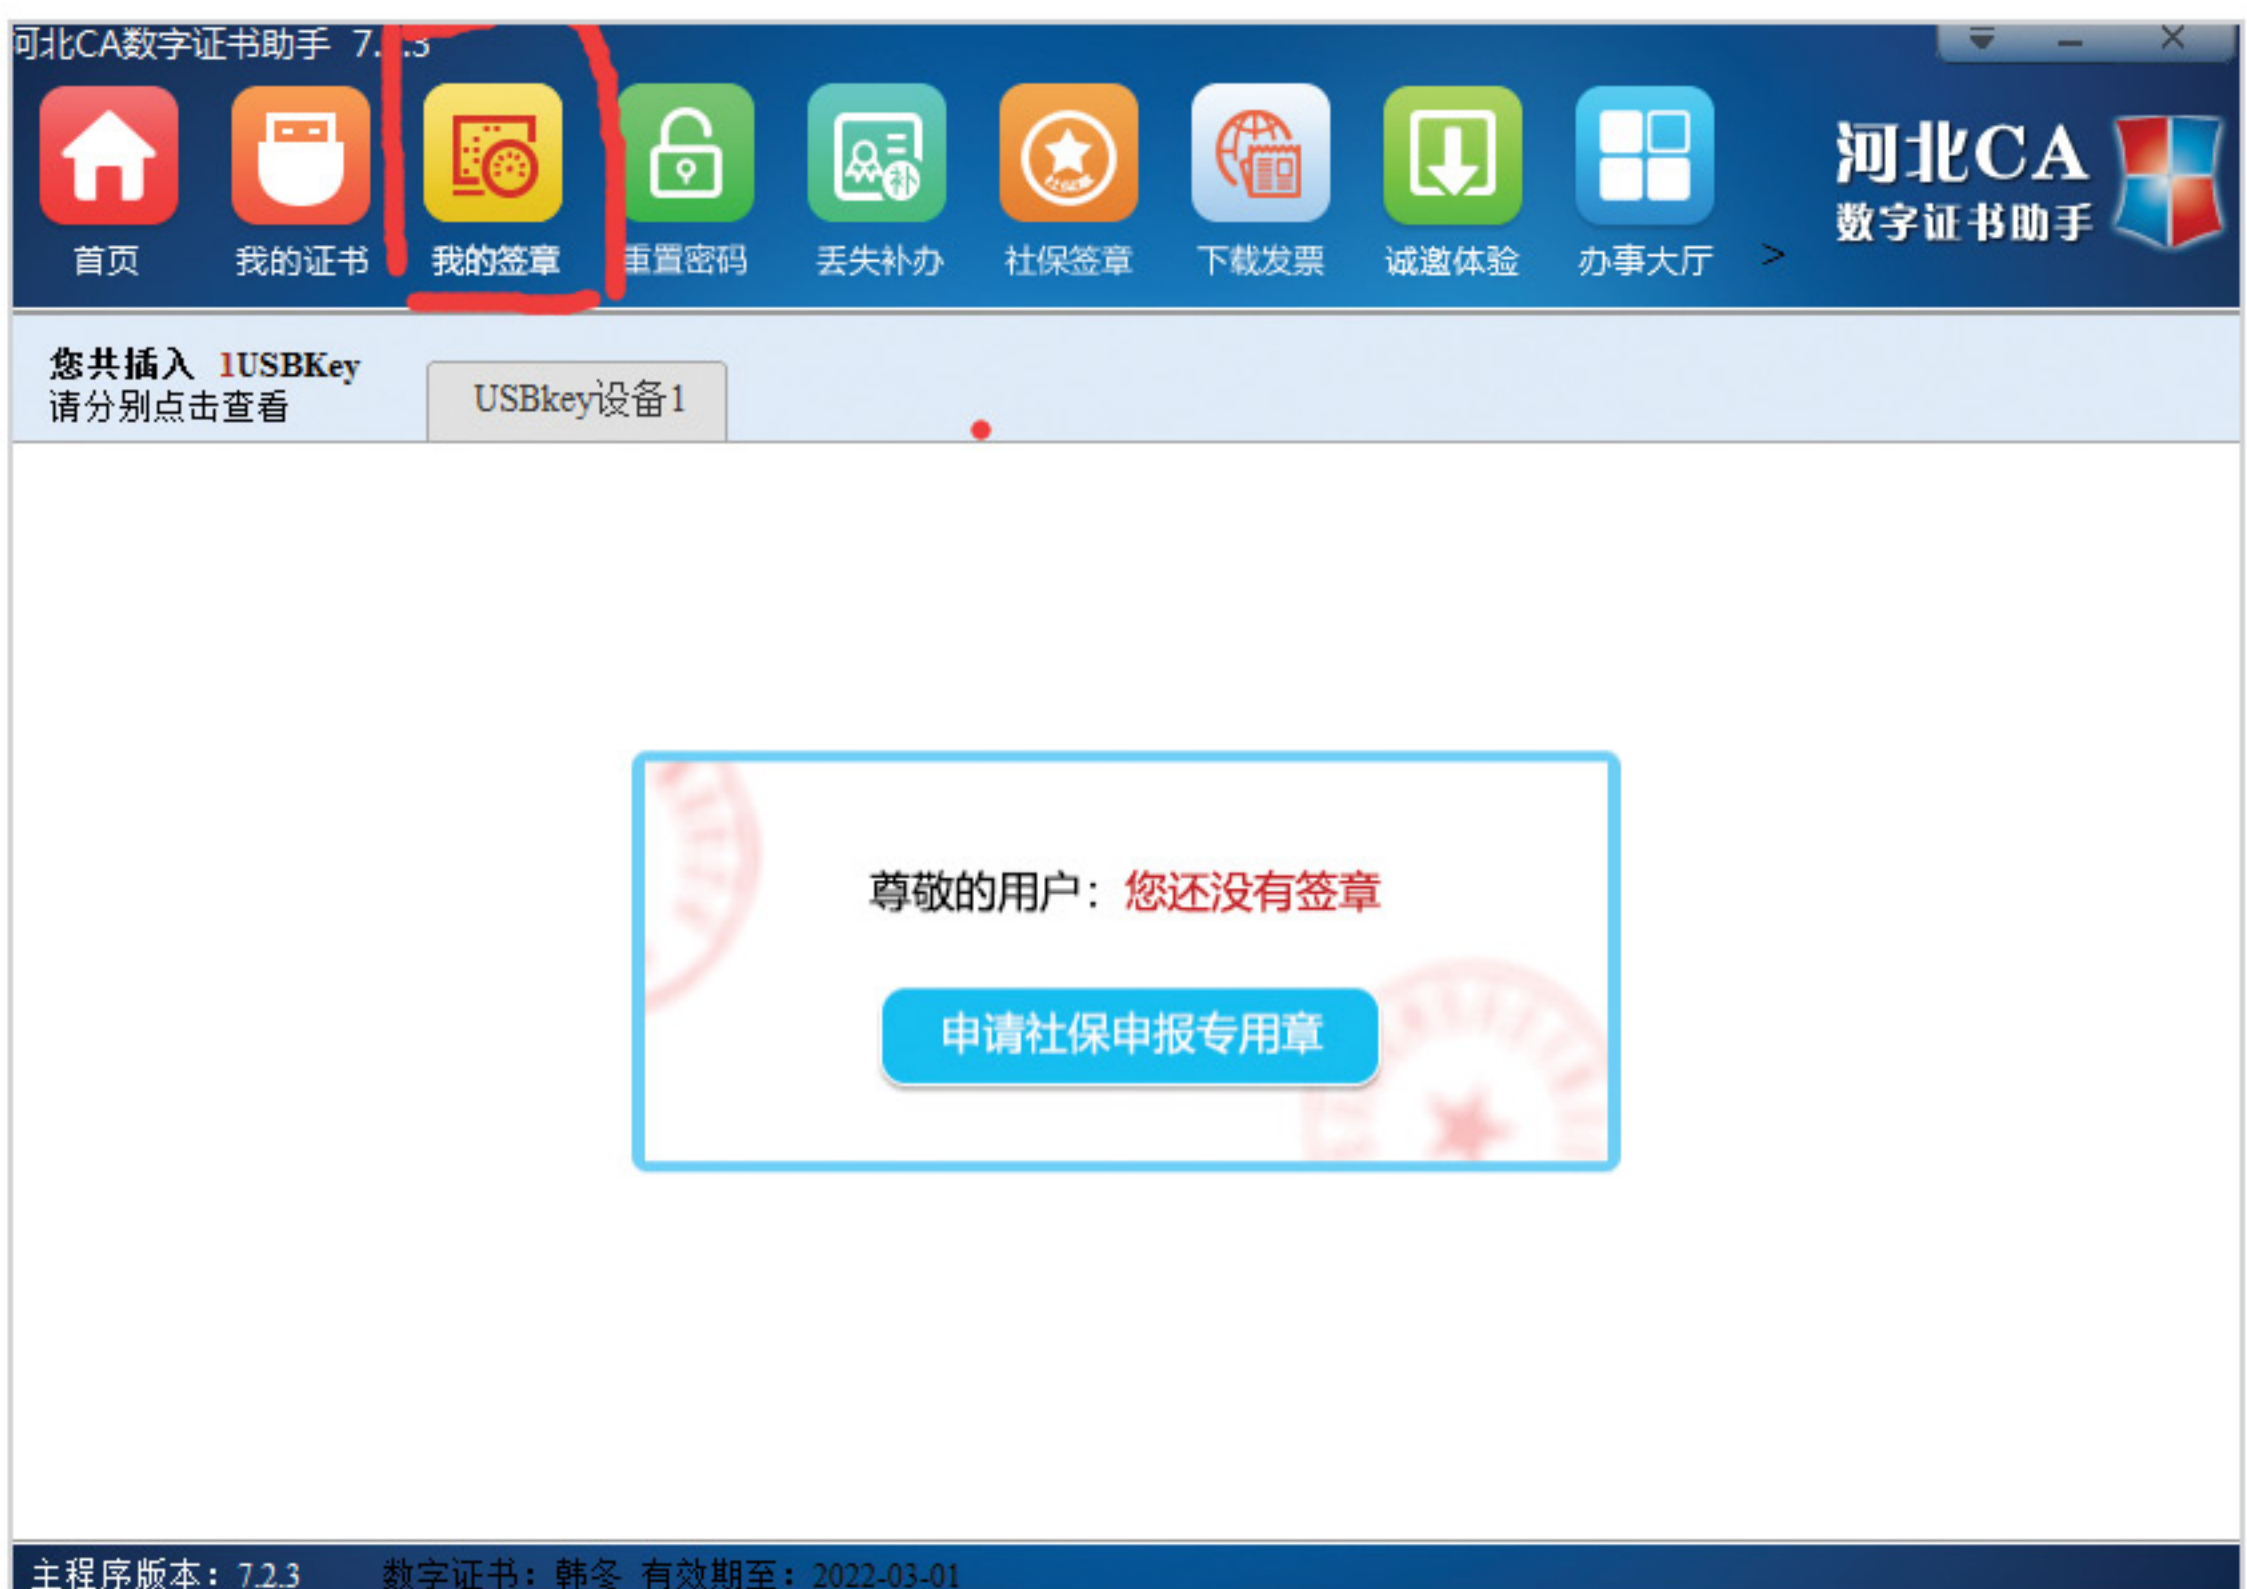 河北CA数字证书助手 7.2.3
首页 我的证书 我的签章 重置密码 丢失补办 社保签章 下载发票 诚邀体验 办事大厅 >
河北CA
数字证书助手
您共插入 1USBKey
请分别点击查看
USBkey设备1
尊敬的用户：您还没有签章
申请社保申报专用章
主程序版本：7.2.3 数字证书：韩冬 有效期至：2022-03-01